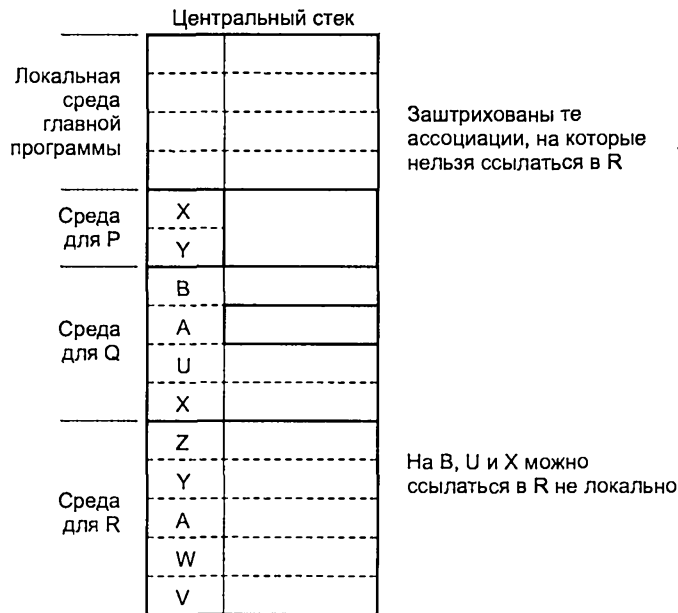 Центральный стек
Локальная
среда
главной
программы
Заштрихованы те
ассоциации, на которые
нельзя ссылаться в R
Среда
для P
X
Y
Среда
для Q
B
A
U
X
Среда
для R
Z
Y
A
W
V
На B, U и X можно
ссылаться в R не локально